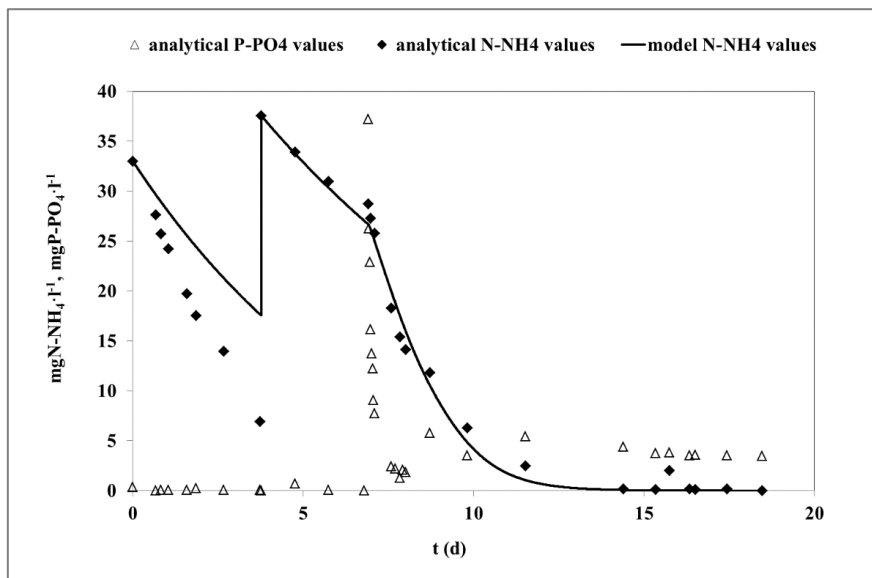 analytical P-PO4 values analytical N-NH4 values model N-NH4 values
40
35
30
25
20
15
10
5
0
mgN-NH₄·l⁻¹, mgP-PO₄·l⁻¹
0 5 10 15 20
t (d)